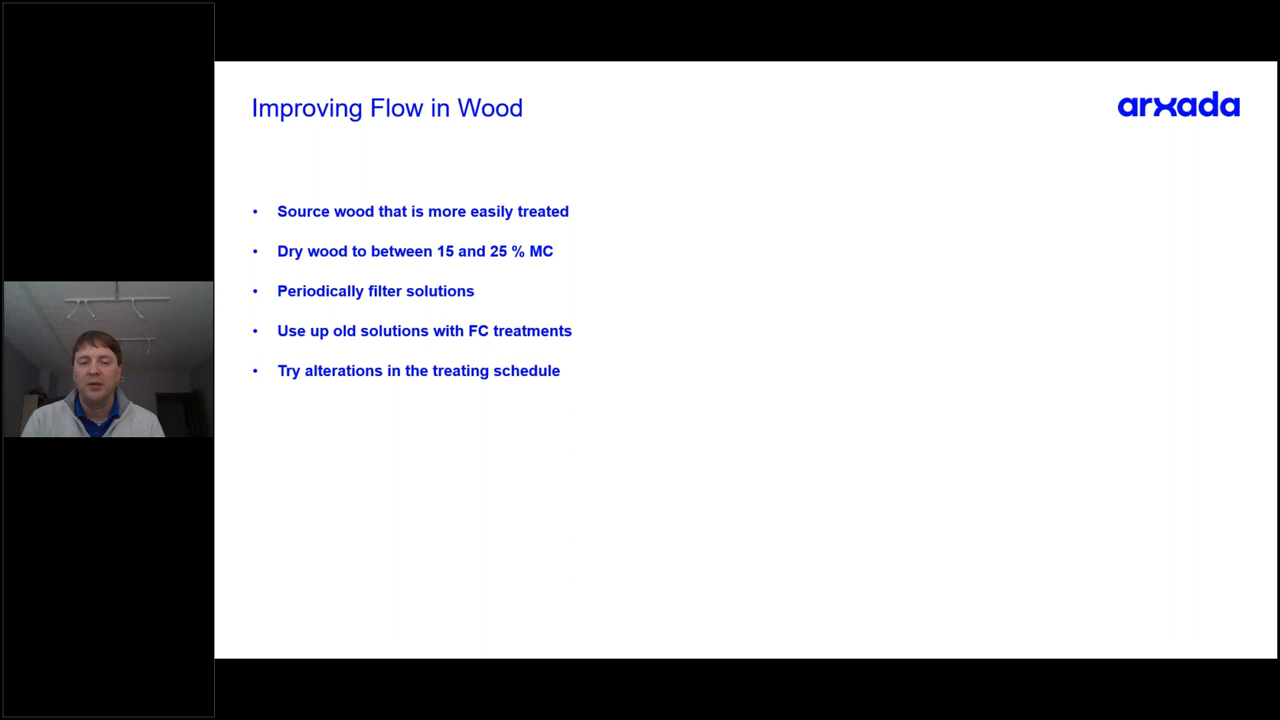 Improving Flow in Wood
arxada
• Source wood that is more easily treated
• Dry wood to between 15 and 25 % MC
• Periodically filter solutions
• Use up old solutions with FC treatments
• Try alterations in the treating schedule